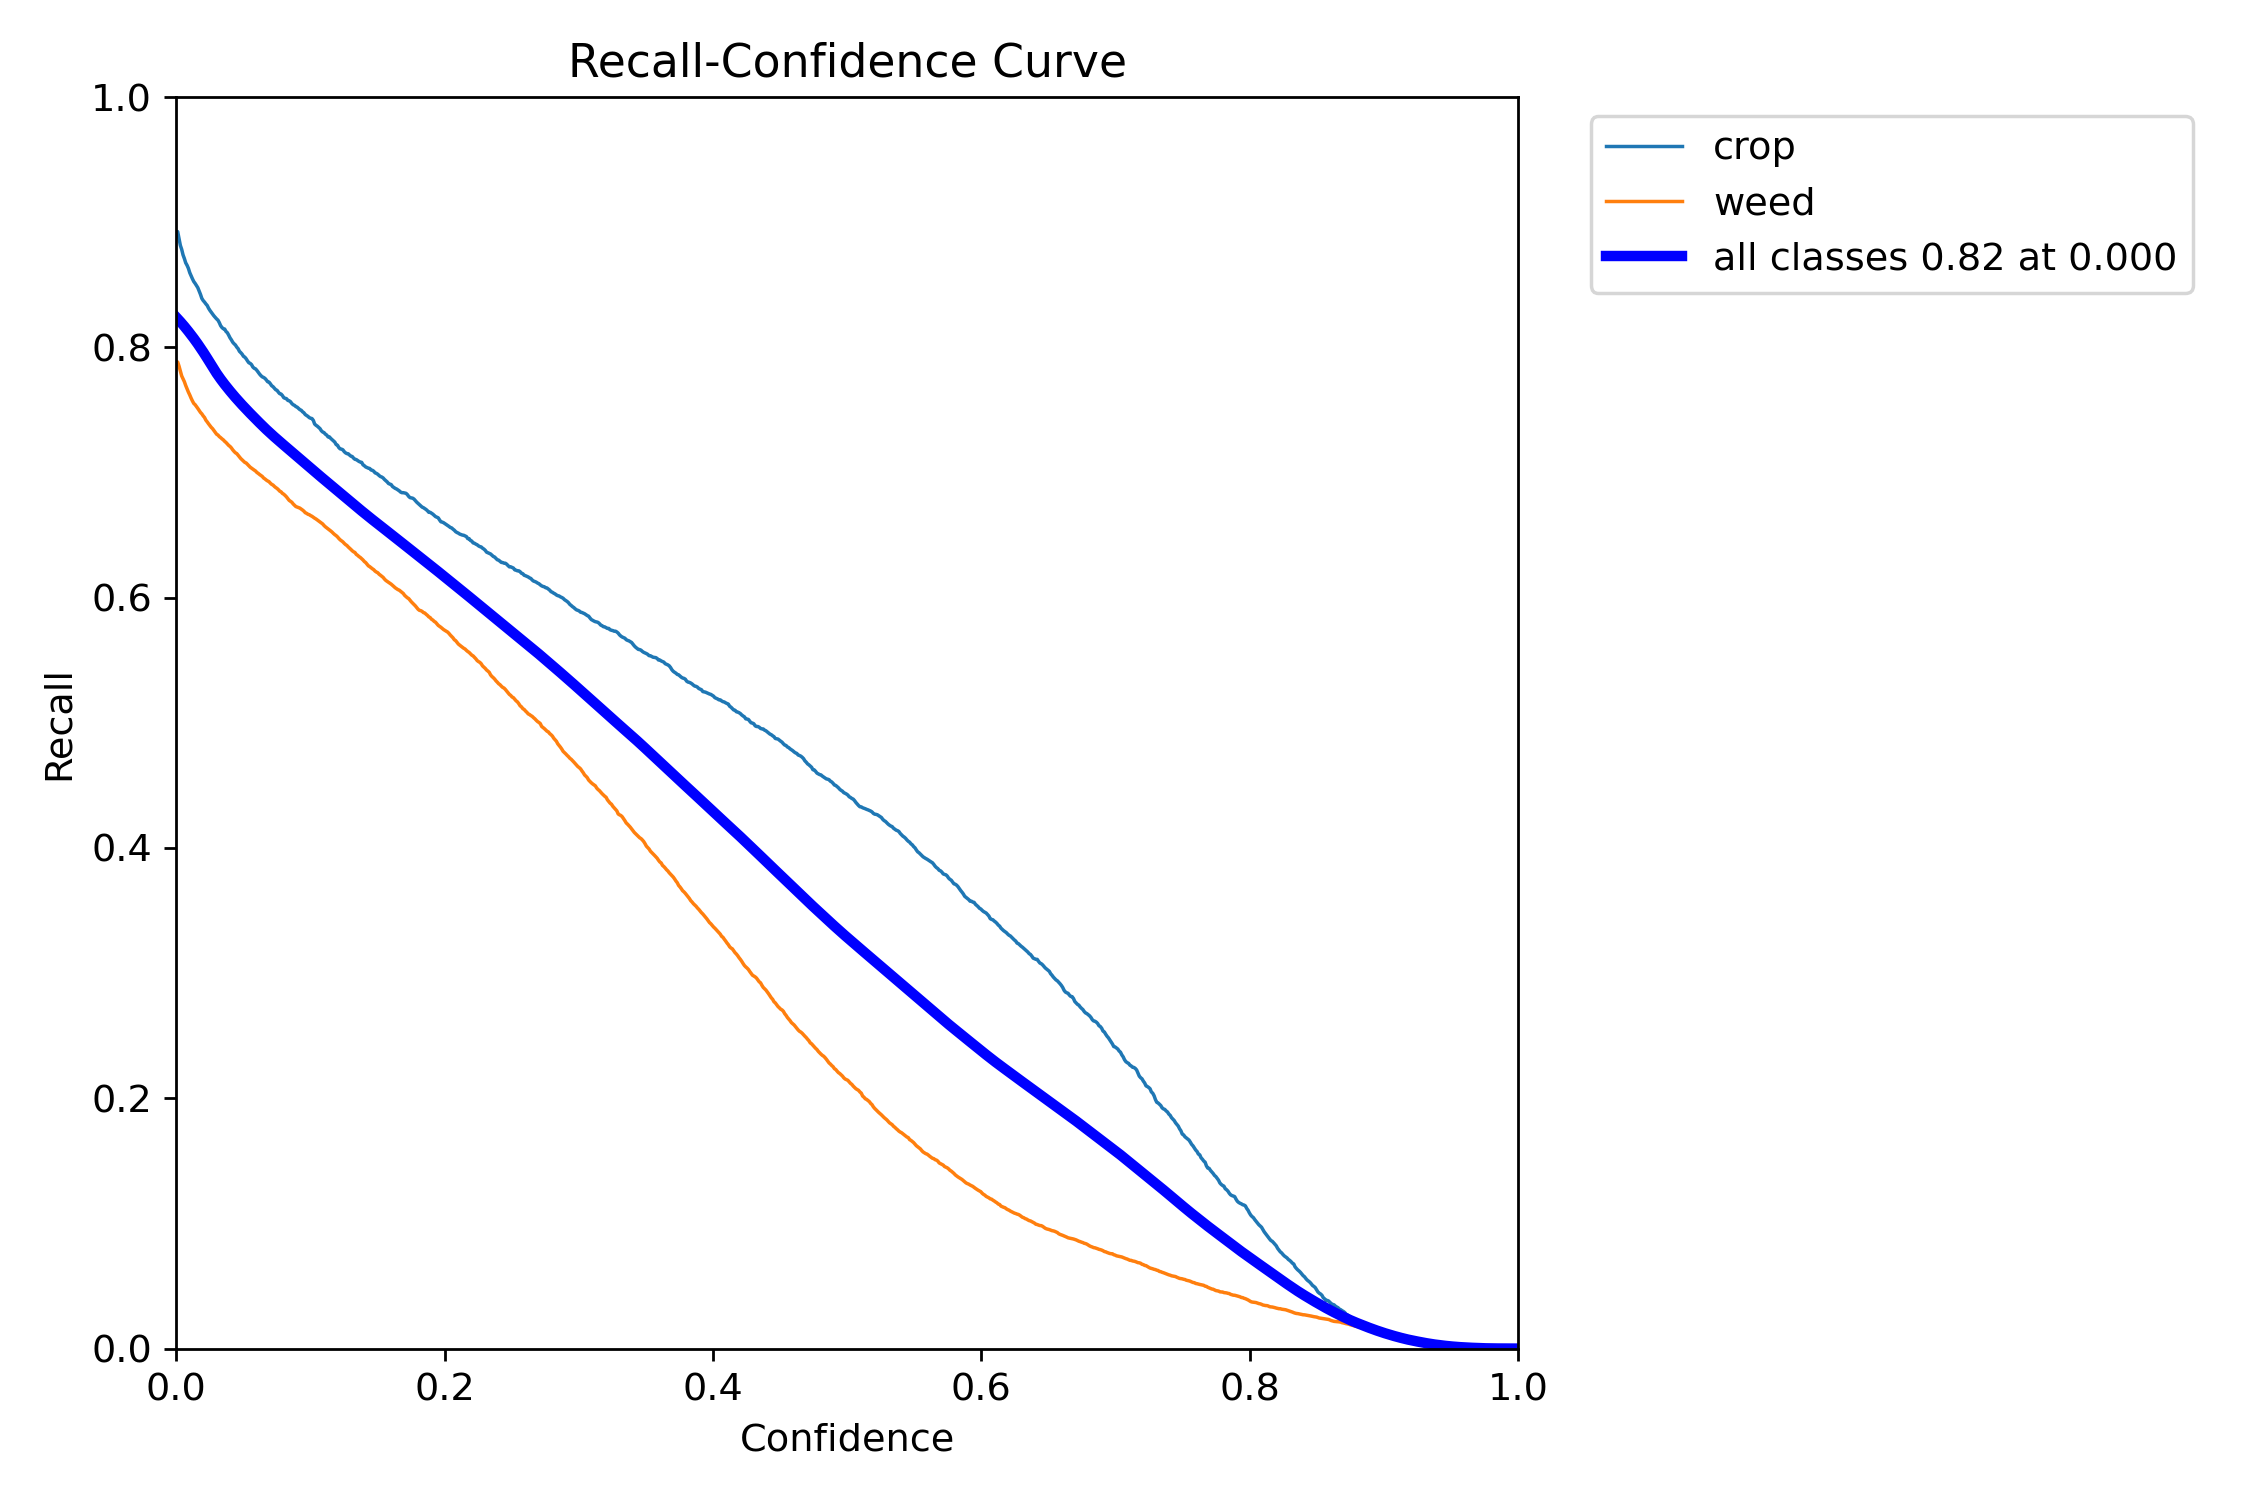 Recall-Confidence Curve
1.0
0.8
0.6
0.4
0.2
0.0
Recall
0.0 0.2 0.4 0.6 0.8 1.0
Confidence
crop
weed
all classes 0.82 at 0.000